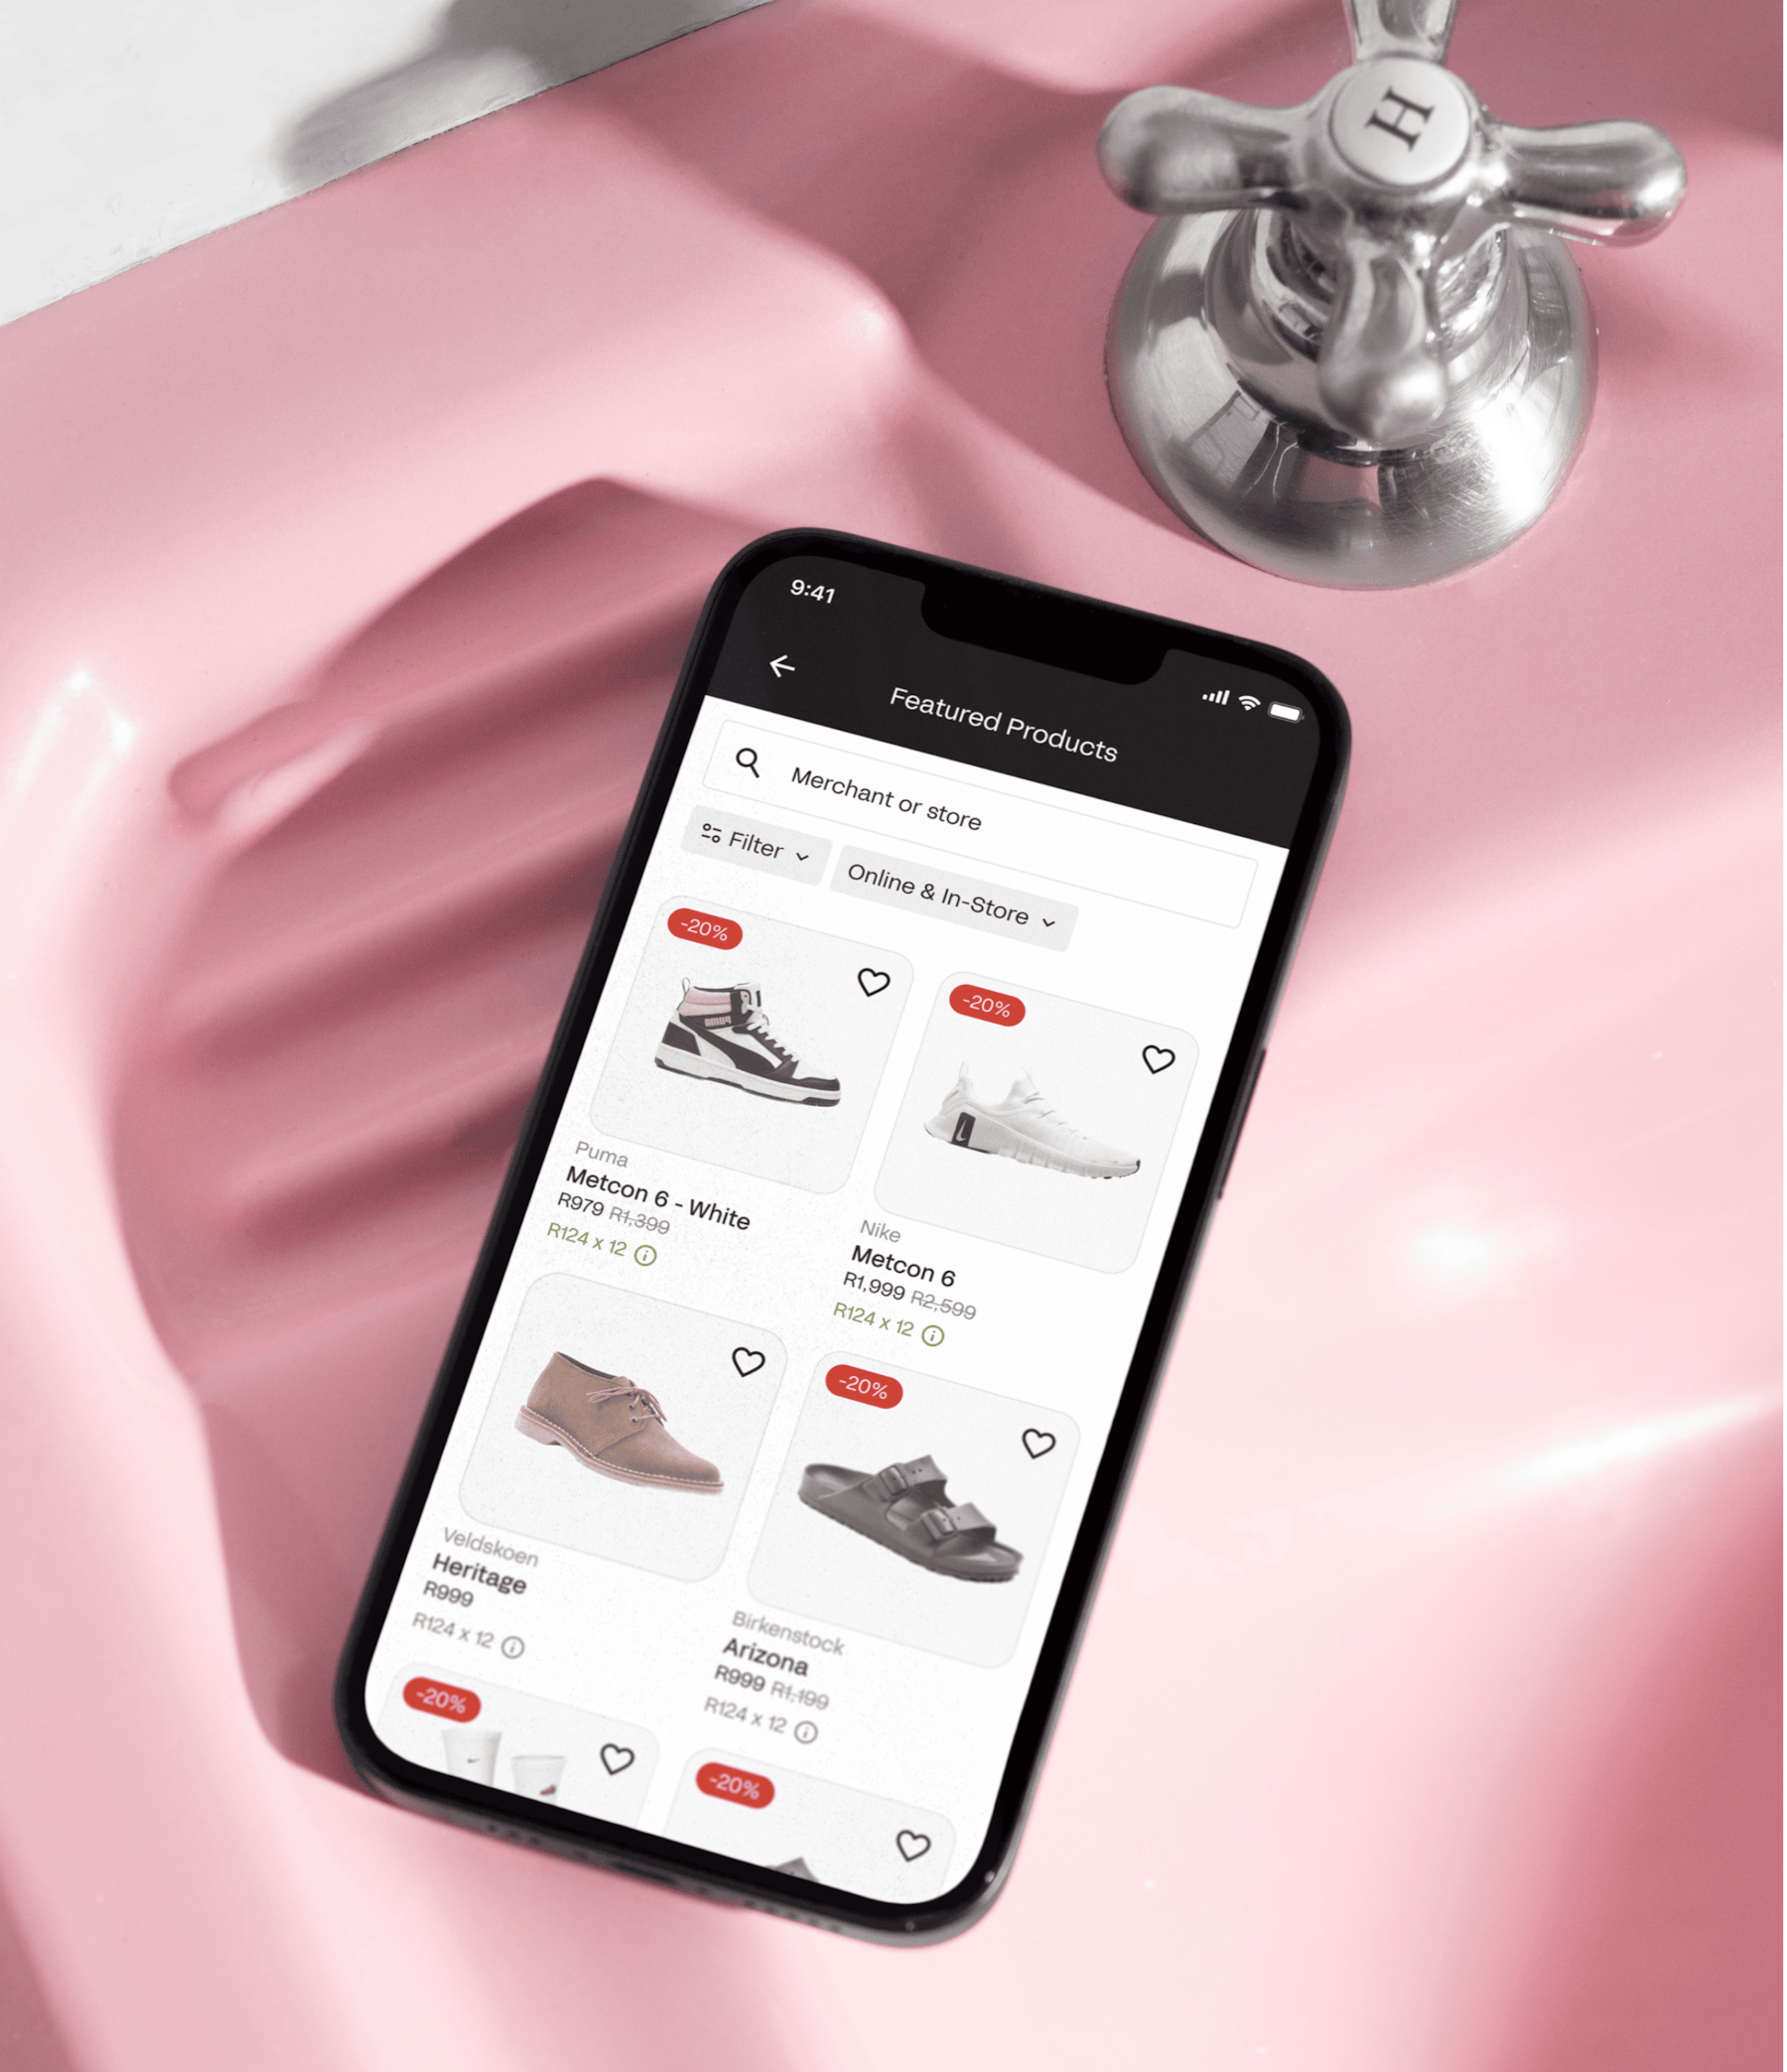 H
9:41
Featured Products
Merchant or store
Filter
Online & In-Store
-20%
PUMA
Puma
Metcon 6 - White
R979 R1,399
R124 x 12
-20%
Nike
Metcon 6
R1,999 R2,599
R124 x 12
Veldskoen
Heritage
R999
R124 x 12
-20%
Birkenstock
Arizona
R999 R1,199
R124 x 12
-20%
-20%